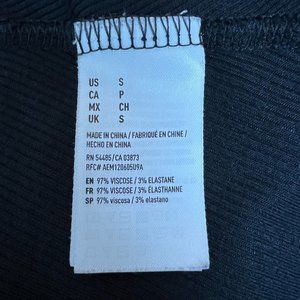 US S
CA P
MX CH
UK S
MADE IN CHINA / FABRIQUÉ EN CHINE /
HECHO EN CHINA
RN 54485/CA 03873
RFC# AEM120605U9A
EN 97% VISCOSE / 3% ELASTANE
FR 97% VISCOSE / 3% ÉLASTHANNE
SP 97% viscosa / 3% elastano